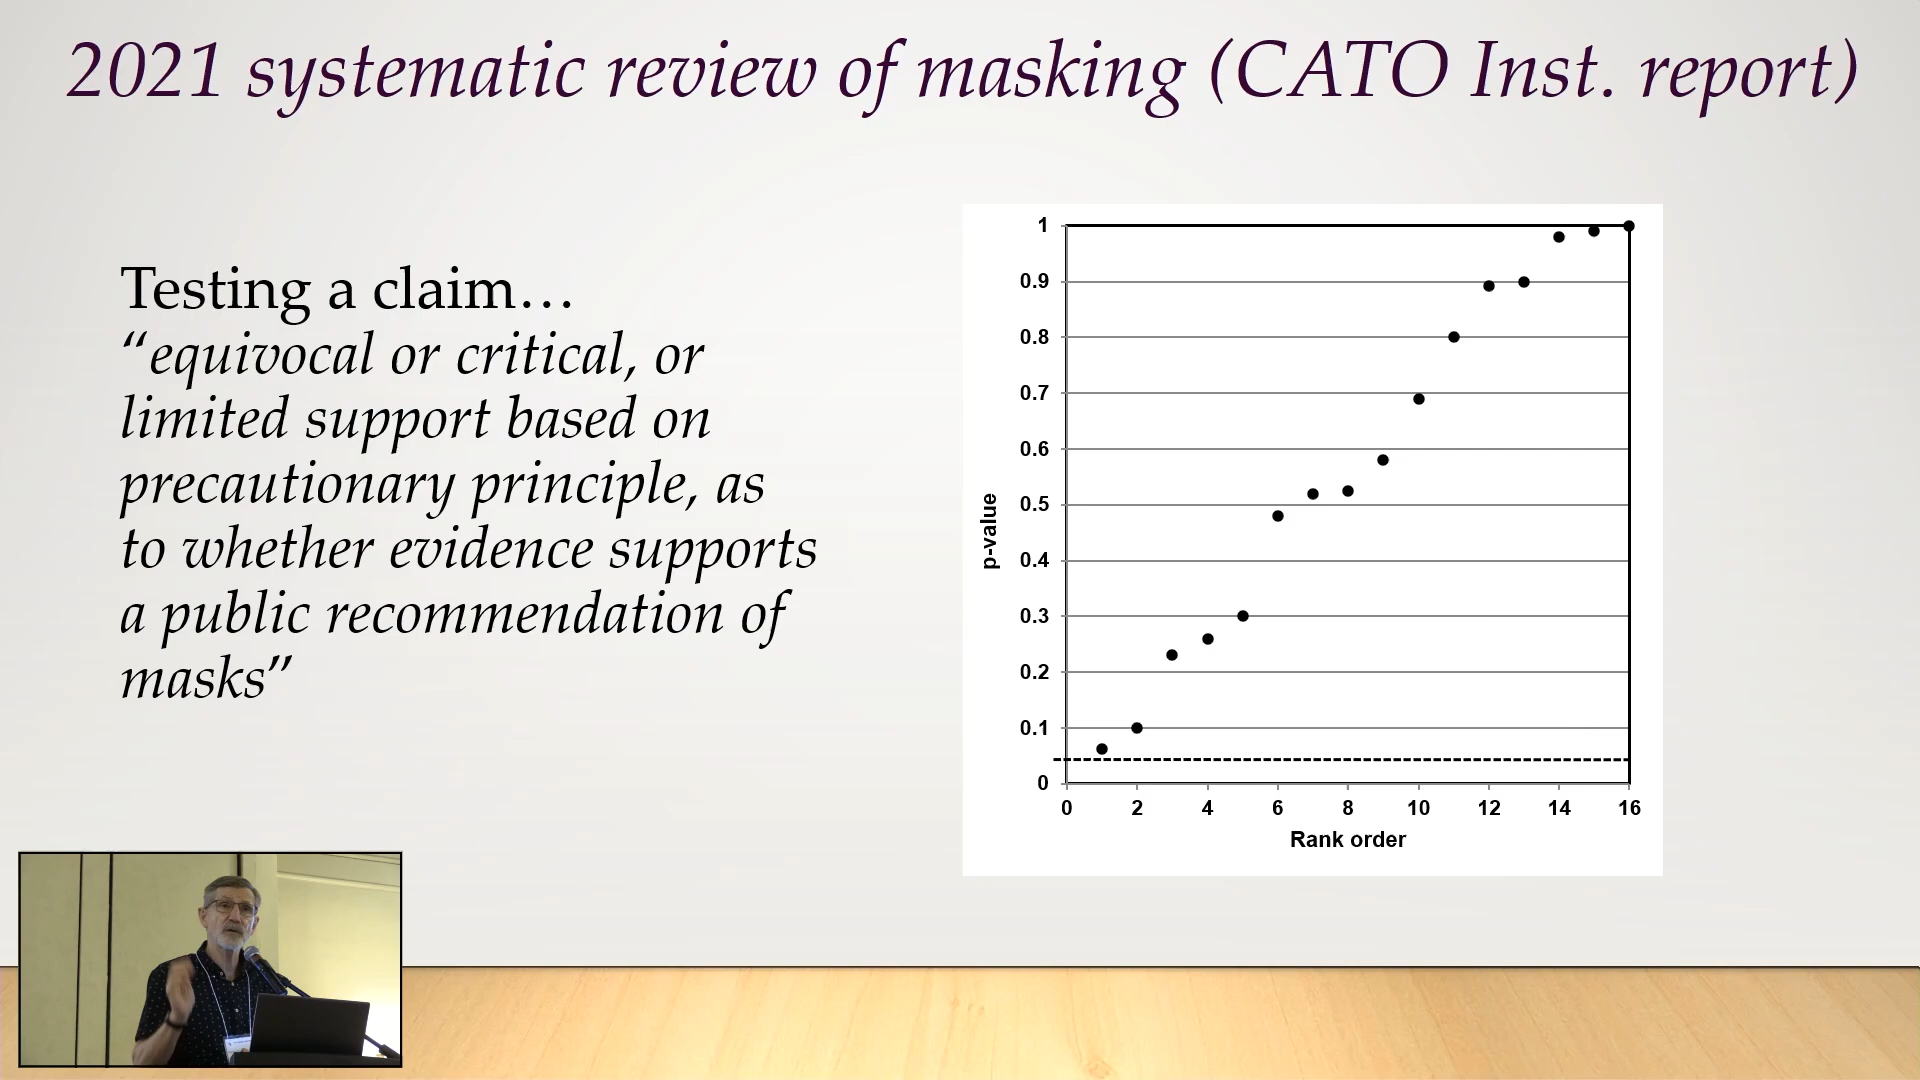 2021 systematic review of masking (CATO Inst. report)
Testing a claim…
“equivocal or critical, or
limited support based on
precautionary principle, as
to whether evidence supports
a public recommendation of
masks”
1
0.9
0.8
0.7
0.6
0.5
0.4
0.3
0.2
0.1
0
p-value
0 2 4 6 8 10 12 14 16
Rank order